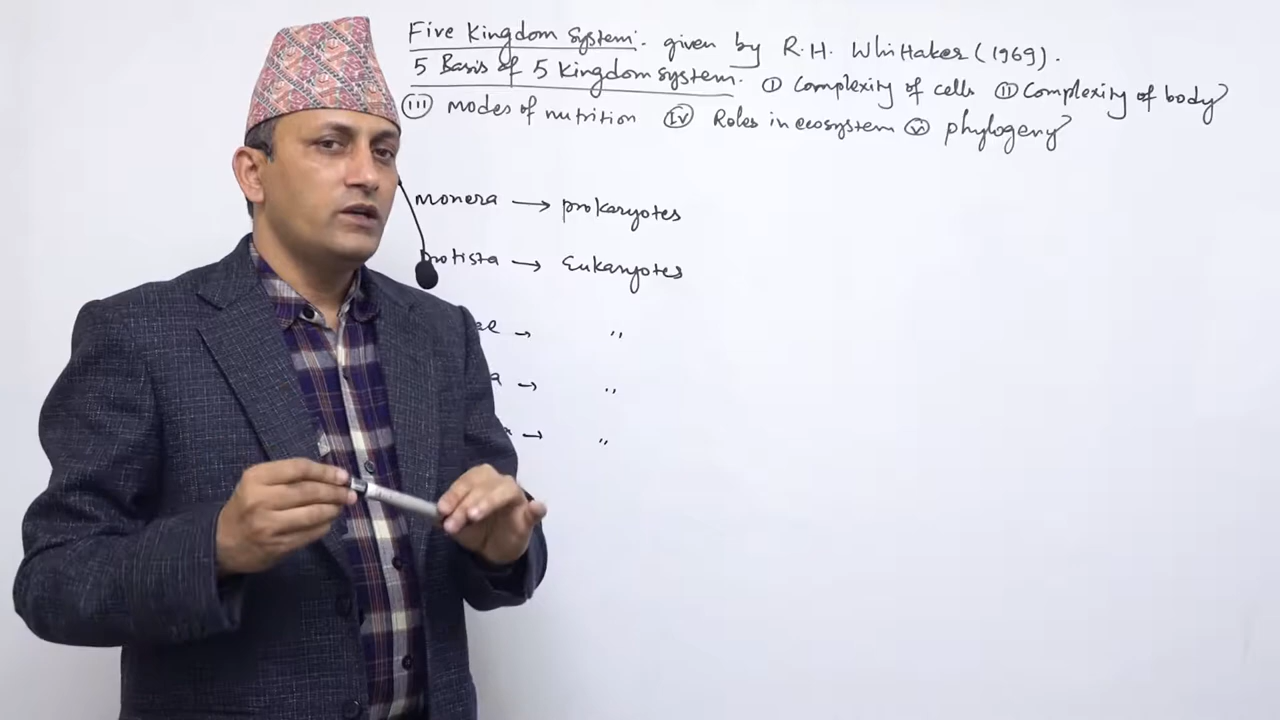 Five Kingdom System: given by R.H. Whittaker (1969).
5 Basis of 5 Kingdom system. (I) Complexity of cells (II) Complexity of body
(III) modes of nutrition (IV) Roles in ecosystem (V) phylogeny
Monera → prokaryotes
protista → Eukaryotes
→ "
→ "
→ "